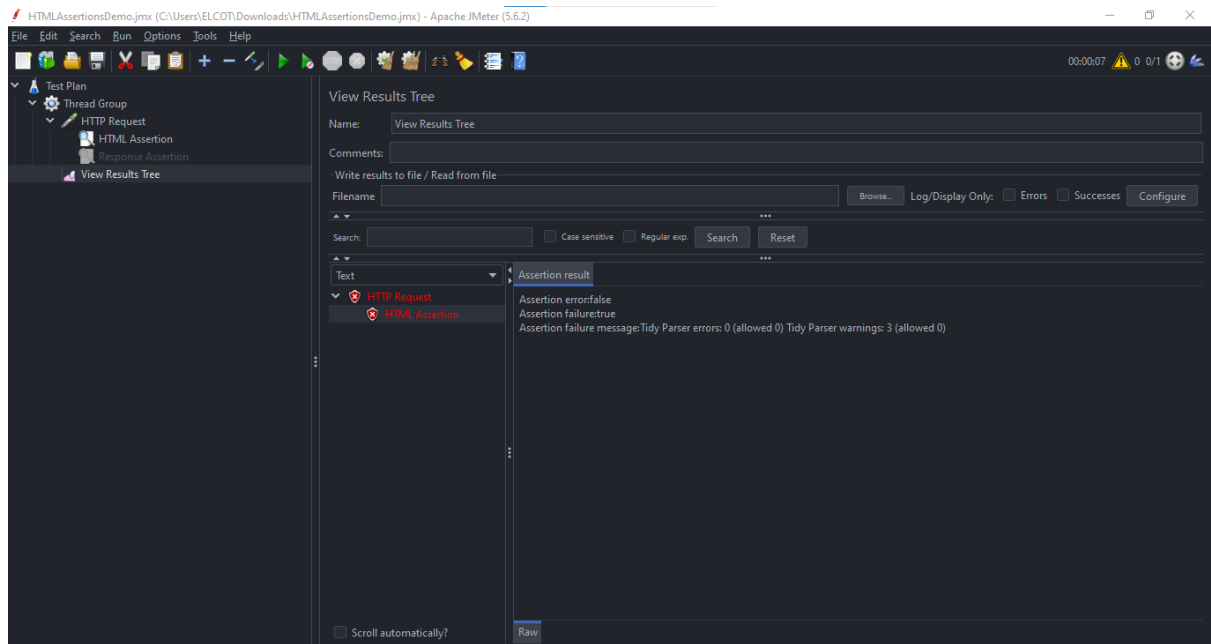 HTMLAssertionsDemo.jmx (C:\Users\ELCOT\Downloads\HTMLAssertionsDemo.jmx) - Apache JMeter (5.6.2)
File Edit Search Run Options Tools Help
00:00:07 0 0/1
Test Plan
Thread Group
HTTP Request
HTML Assertion
Response Assertion
View Results Tree
View Results Tree
Name: View Results Tree
Comments:
Write results to file / Read from file
Filename Browse... Log/Display Only: Errors Successes Configure
Search: Case sensitive Regular exp. Search Reset
Text
HTTP Request
HTML Assertion
Scroll automatically?
Assertion result
Assertion error:false
Assertion failure:true
Assertion failure message:Tidy Parser errors: 0 (allowed 0) Tidy Parser warnings: 3 (allowed 0)
Raw